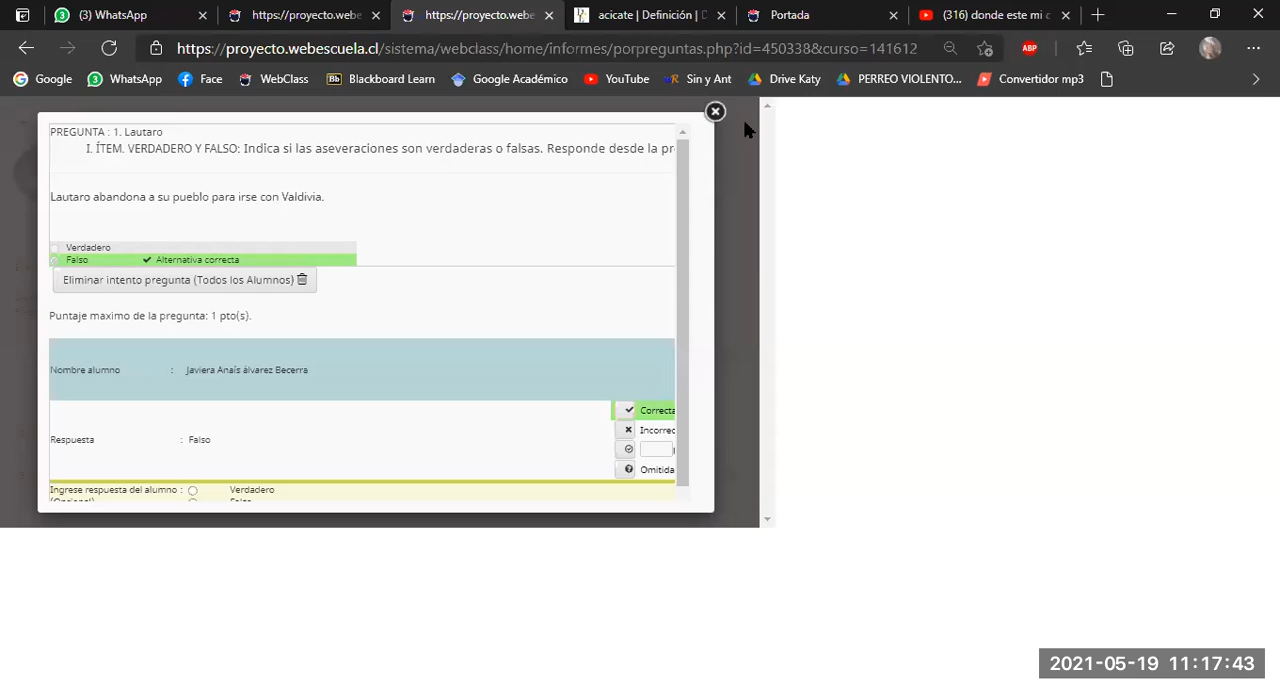 (3) WhatsApp
https://proyecto.webe
https://proyecto.webe
acicate | Definición |
Portada
(316) donde este mi c
https://proyecto.webescuela.cl/sistema/webclass/home/informes/porpreguntas.php?id=450338&curso=141612
ABP
Google
WhatsApp
Face
WebClass
Bb Blackboard Learn
Google Académico
YouTube
Sin y Ant
Drive Katy
PERREO VIOLENTO...
Convertidor mp3
PREGUNTA : 1. Lautaro
I. ÍTEM. VERDADERO Y FALSO: Indica si las aseveraciones son verdaderas o falsas. Responde desde la pr
Lautaro abandona a su pueblo para irse con Valdivia.
Verdadero
Falso Alternativa correcta
Eliminar intento pregunta (Todos los Alumnos)
Puntaje maximo de la pregunta: 1 pto(s).
Nombre alumno : Javiera Anaís álvarez Becerra
Correcta
Incorrec
Respuesta : Falso
Omitida
Ingrese respuesta del alumno : Verdadero
(Opcional) Falso
2021-05-19 11:17:43